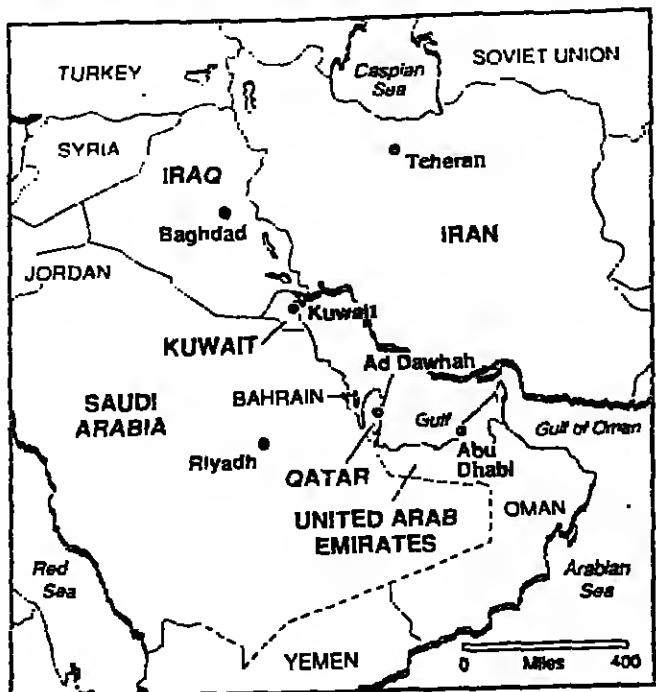 TURKEY
Caspian
Sea
SOVIET UNION
SYRIA
IRAQ
Teheran
Baghdad
IRAN
JORDAN
Kuwait
KUWAIT
Ad Dawhah
SAUDI
ARABIA
BAHRAIN
Gulf
Gulf of Oman
Riyadh
Abu
Dhabi
QATAR
UNITED ARAB
EMIRATES
OMAN
Red
Sea
Arabian
Sea
YEMEN
0 Miles 400